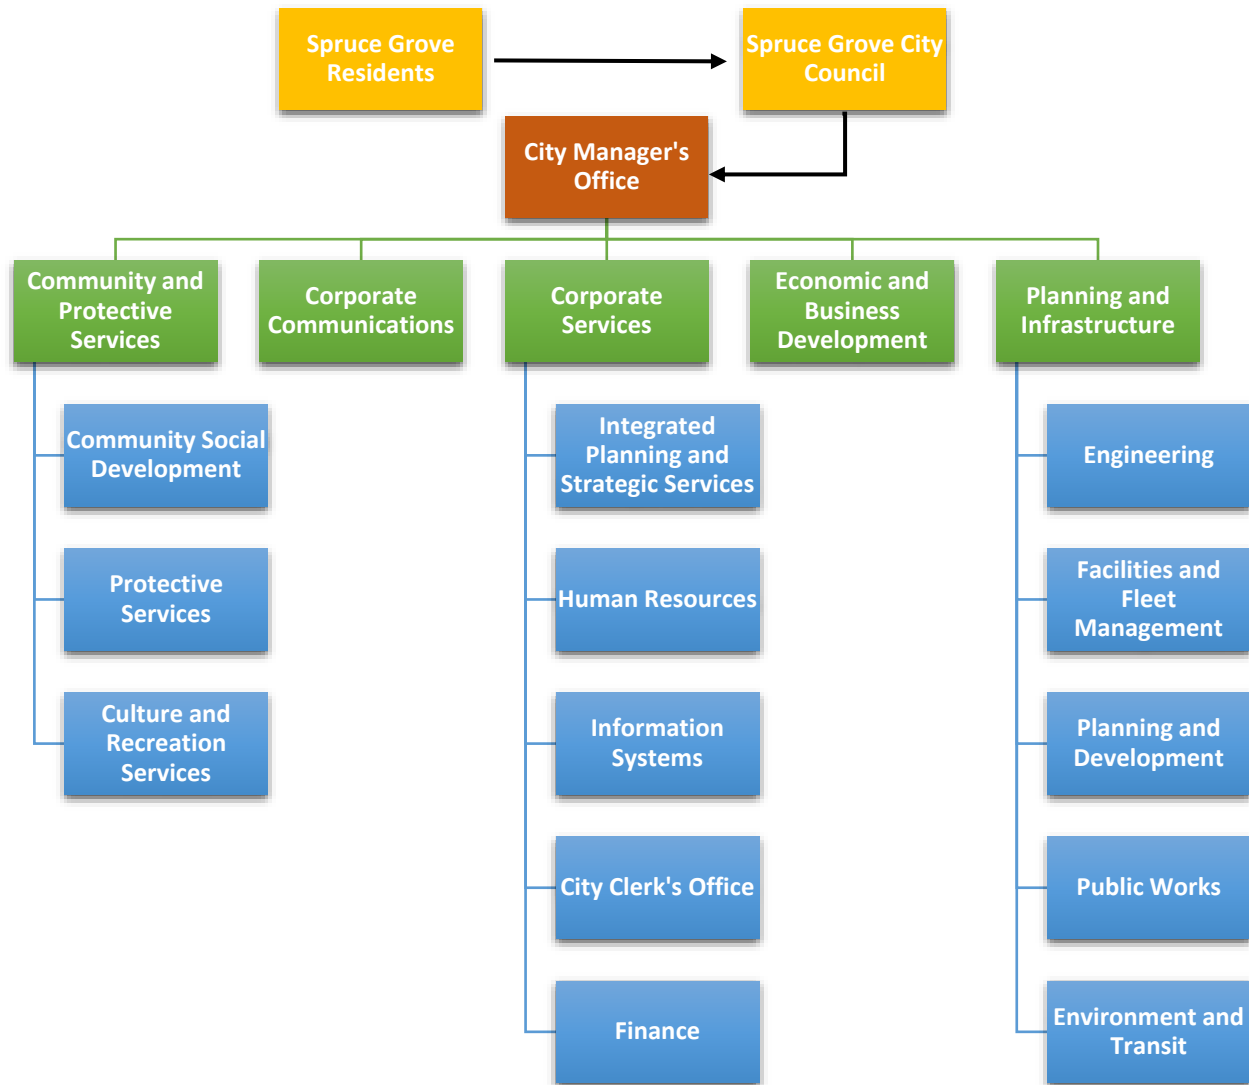 Spruce Grove
Residents
Spruce Grove City
Council
City Manager's
Office
Community and
Protective
Services
Corporate
Communications
Corporate
Services
Economic and
Business
Development
Planning and
Infrastructure
Community Social
Development
Protective
Services
Culture and
Recreation
Services
Integrated
Planning and
Strategic Services
Human Resources
Information
Systems
City Clerk's Office
Finance
Engineering
Facilities and
Fleet
Management
Planning and
Development
Public Works
Environment and
Transit